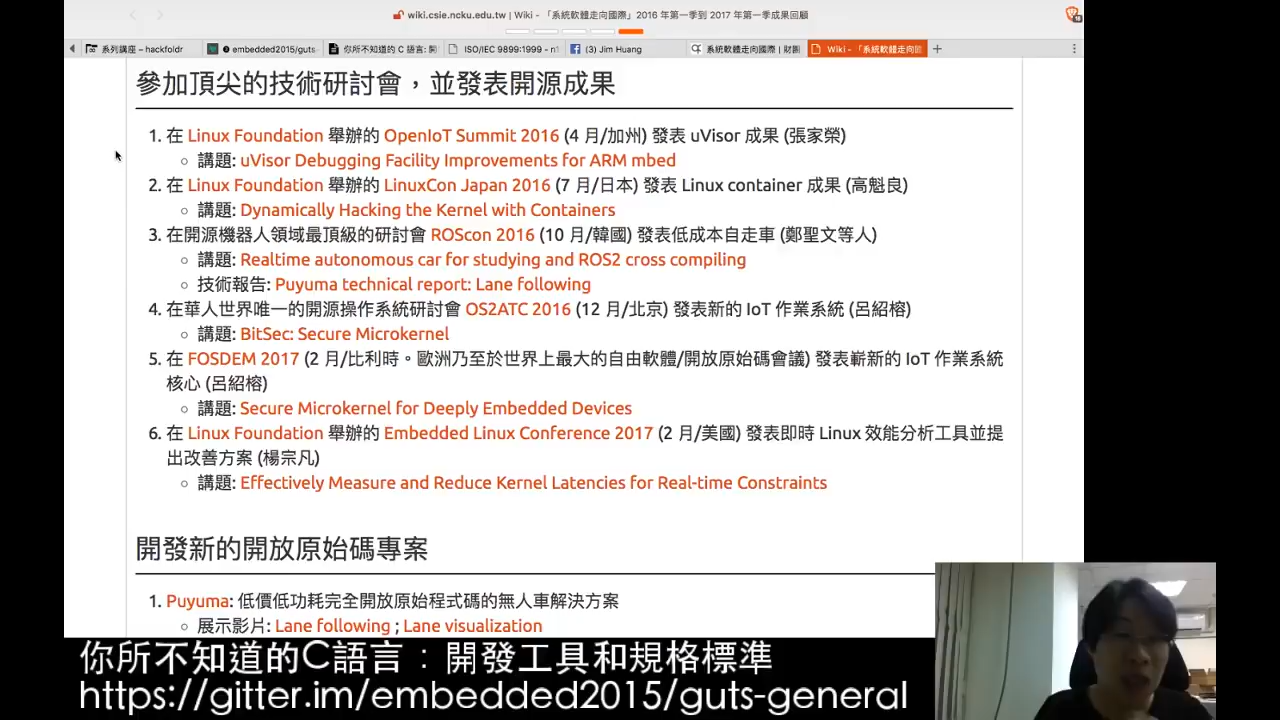 wiki.csie.ncku.edu.tw | Wiki - 「系統軟體走向國際」2016 年第一季到 2017 年第一季成果回顧
系列講座 – hackfoldr
embedded2015/guts-
你所不知道的 C 語言: 開
ISO/IEC 9899:1999 - n1
(3) Jim Huang
系統軟體走向國際 | 財團
Wiki - 「系統軟體走向國
參加頂尖的技術研討會，並發表開源成果
1. 在 Linux Foundation 舉辦的 OpenIoT Summit 2016 (4 月/加州) 發表 uVisor 成果 (張家榮)
講題: uVisor Debugging Facility Improvements for ARM mbed
2. 在 Linux Foundation 舉辦的 LinuxCon Japan 2016 (7 月/日本) 發表 Linux container 成果 (高魁良)
講題: Dynamically Hacking the Kernel with Containers
3. 在開源機器人領域最頂級的研討會 ROScon 2016 (10 月/韓國) 發表低成本自走車 (鄭聖文等人)
講題: Realtime autonomous car for studying and ROS2 cross compiling
技術報告: Puyuma technical report: Lane following
4. 在華人世界唯一的開源操作系統研討會 OS2ATC 2016 (12 月/北京) 發表新的 IoT 作業系統 (呂紹榕)
講題: BitSec: Secure Microkernel
5. 在 FOSDEM 2017 (2 月/比利時。歐洲乃至於世界上最大的自由軟體/開放原始碼會議) 發表嶄新的 IoT 作業系統
核心 (呂紹榕)
講題: Secure Microkernel for Deeply Embedded Devices
6. 在 Linux Foundation 舉辦的 Embedded Linux Conference 2017 (2 月/美國) 發表即時 Linux 效能分析工具並提
出改善方案 (楊宗凡)
講題: Effectively Measure and Reduce Kernel Latencies for Real-time Constraints
開發新的開放原始碼專案
1. Puyuma: 低價低功耗完全開放原始程式碼的無人車解決方案
展示影片: Lane following ; Lane visualization
你所不知道的C語言：開發工具和規格標準
https://gitter.im/embedded2015/guts-general